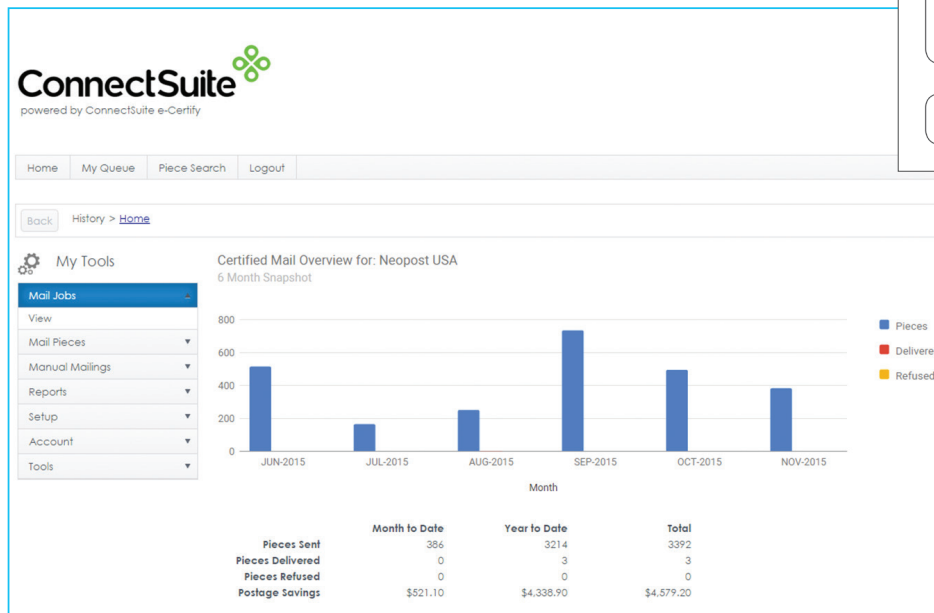 ConnectSuite
powered by ConnectSuite e-Certify
Home My Queue Piece Search Logout
Back History > Home
My Tools
Mail Jobs
View
Mail Pieces
Manual Mailings
Reports
Setup
Account
Tools
Certified Mail Overview for: Neopost USA
6 Month Snapshot
800
600
400
200
0
JUN-2015 JUL-2015 AUG-2015 SEP-2015 OCT-2015 NOV-2015
Month
Pieces
Delivere
Refused
Month to Date Year to Date Total
Pieces Sent 386 3214 3392
Pieces Delivered 0 3 3
Pieces Refused 0 0 0
Postage Savings $521.10 $4,338.90 $4,579.20